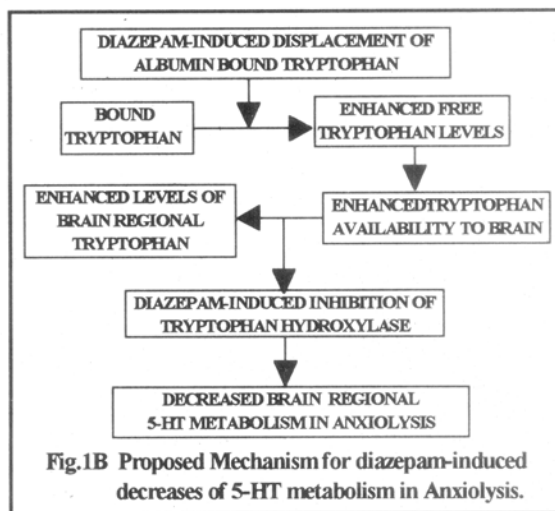 DIAZEPAM-INDUCED DISPLACEMENT OF
ALBUMIN BOUND TRYPTOPHAN
BOUND
TRYPTOPHAN
ENHANCED FREE
TRYPTOPHAN LEVELS
ENHANCED LEVELS OF
BRAIN REGIONAL
TRYPTOPHAN
ENHANCED TRYPTOPHAN
AVAILABILITY TO BRAIN
DIAZEPAM-INDUCED INHIBITION OF
TRYPTOPHAN HYDROXYLASE
DECREASED BRAIN REGIONAL
5-HT METABOLISM IN ANXIOLYSIS
Fig.1B Proposed Mechanism for diazepam-induced
decreases of 5-HT metabolism in Anxiolysis.